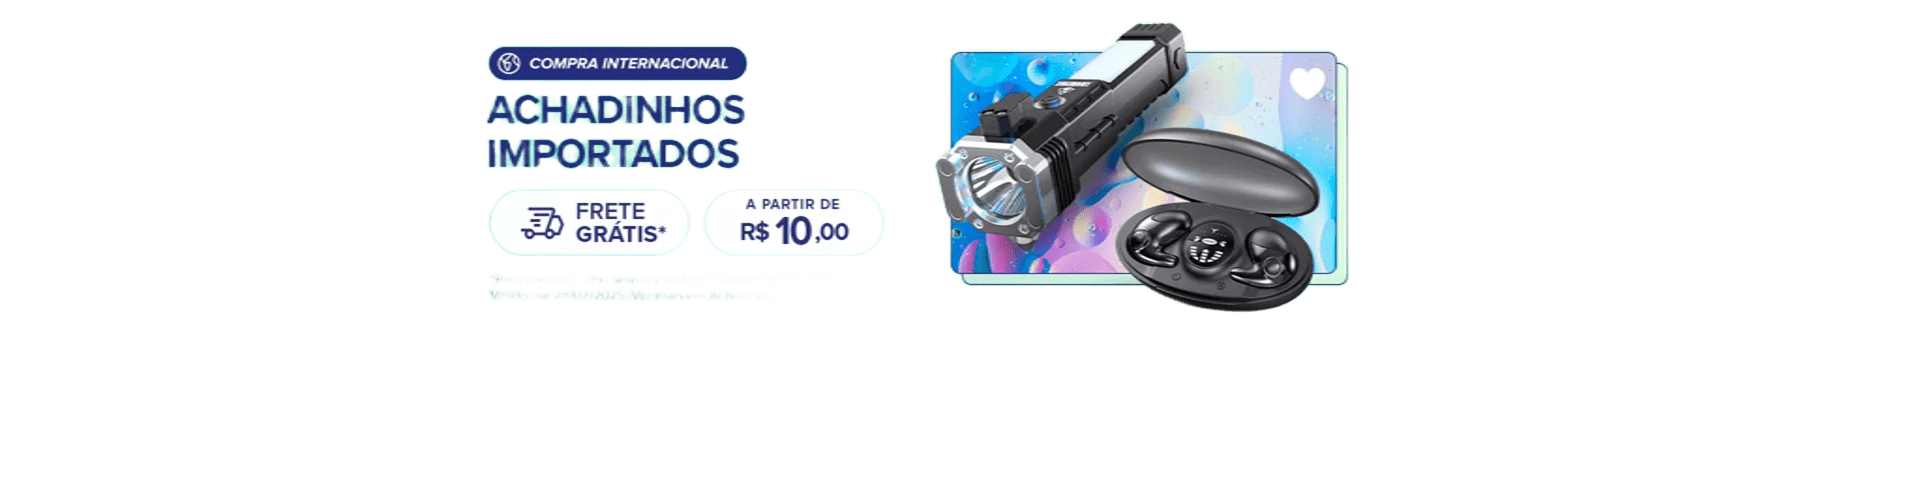 COMPRA INTERNACIONAL
ACHADINHOS
IMPORTADOS
FRETE
GRÁTIS*
A PARTIR DE
R$ 10,00